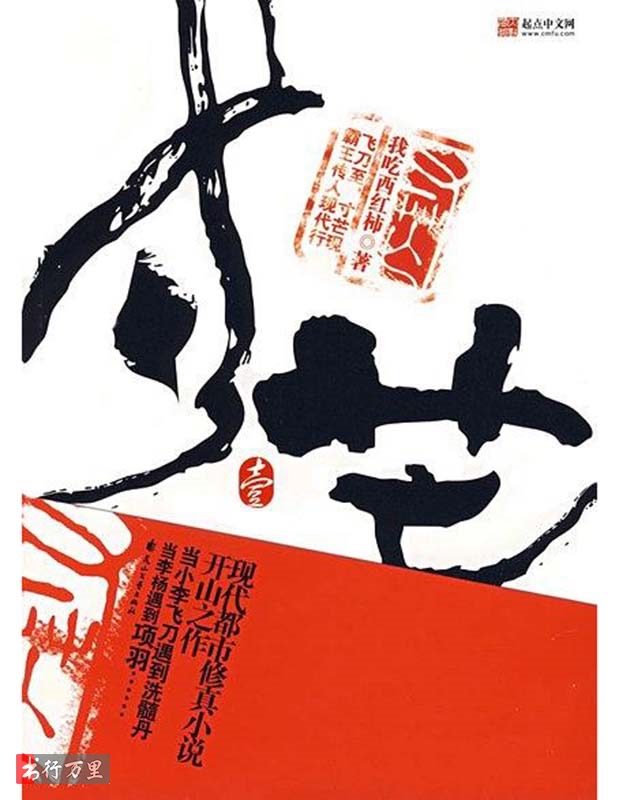 起点中文网
www.cmfu.com
我吃西红柿◎著
飞刀至 寸芒现
霸王传人 现代行
寸芒
壹
现代都市修真小说
开山之作
当小李飞刀遇到洗髓丹
当李杨遇到项羽……
书行万里